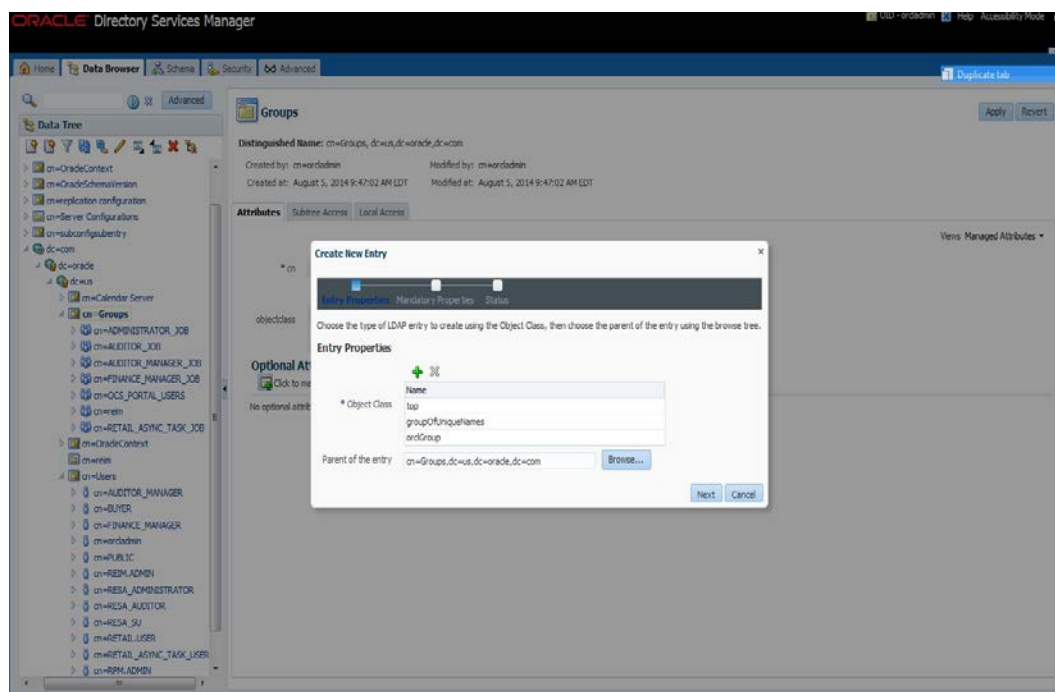 ORACLE Directory Services Manager
OID - orcladmin Help Accessibility Mode
Home Data Browser Schema Security Advanced
Duplicate tab
Advanced
Data Tree
cn=OracleContext
cn=OracleSchemaVersion
cn=replication configuration
cn=Server Configurations
cn=subconfigsubentry
dc=com
dc=oracle
dc=us
cn=Calendar Server
cn=Groups
cn=ADMINISTRATOR_JOB
cn=AUDITOR_JOB
cn=AUDITOR_MANAGER_JOB
cn=FINANCE_MANAGER_JOB
cn=OCS_PORTAL_USERS
cn=reim
cn=RETAIL_ASYNC_TASK_JOB
cn=OracleContext
cn=reim
cn=Users
cn=AUDITOR_MANAGER
cn=BUYER
cn=FINANCE_MANAGER
cn=orcladmin
cn=PUBLIC
cn=REIM.ADMIN
cn=RESA_ADMINISTRATOR
cn=RESA_AUDITOR
cn=RESA_SU
cn=RETAIL.USER
cn=RETAIL_ASYNC_TASK_USER
cn=RPM.ADMIN
Groups
Apply Revert
Distinguished Name: cn=Groups, dc=us,dc=oracle,dc=com
Created by: cn=orcladmin Modified by: cn=orcladmin
Created at: August 5, 2014 9:47:02 AM EDT Modified at: August 5, 2014 9:47:02 AM EDT
Attributes Subtree Access Local Access
Views Managed Attributes
* cn
objectclass
Optional At
Click to me
No optional attrib
Create New Entry
Entry Properties Mandatory Properties Status
Choose the type of LDAP entry to create using the Object Class, then choose the parent of the entry using the browse tree.
Entry Properties
Name
* Object Class
top
groupOfUniqueNames
orclGroup
Parent of the entry cn=Groups,dc=us,dc=oracle,dc=com Browse...
Next Cancel